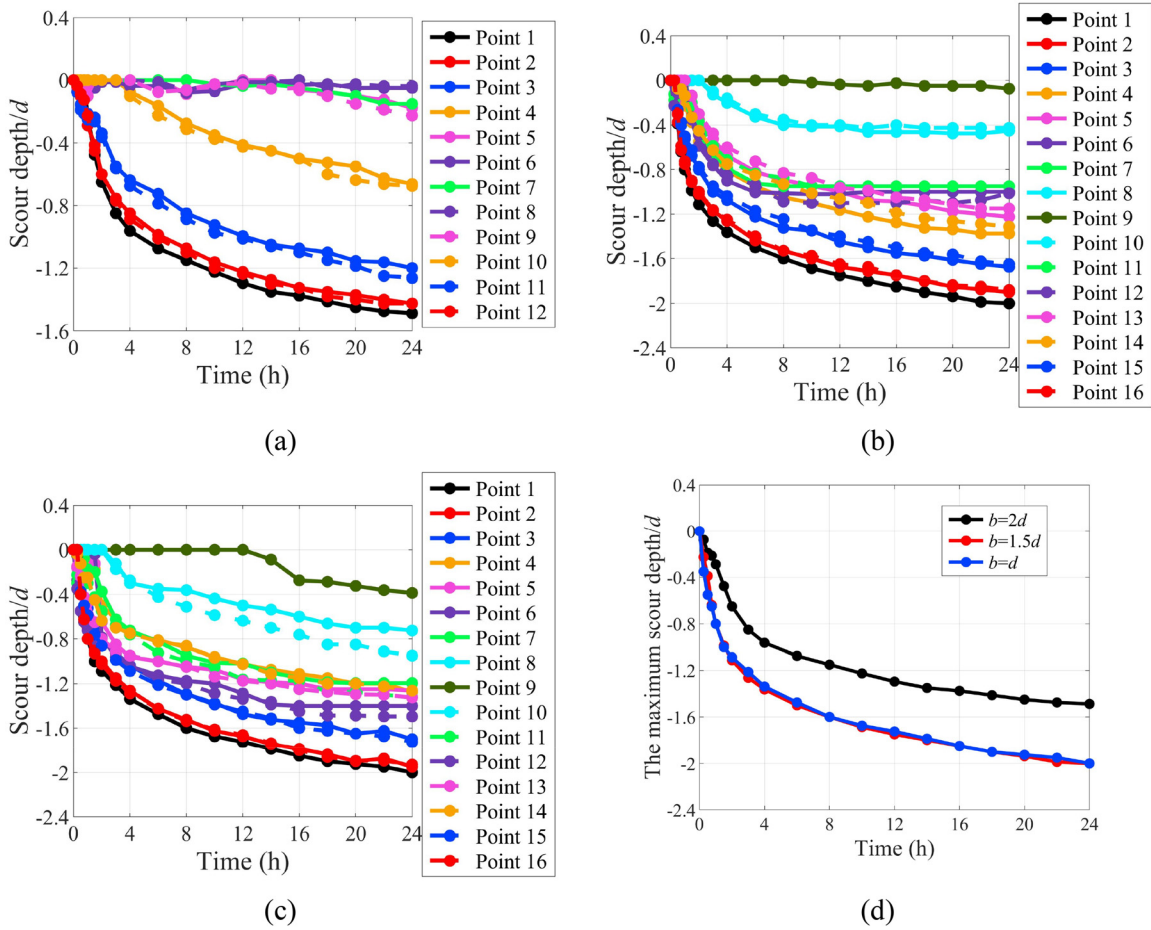 0.4
0
-0.4
-0.8
-1.2
-1.6
Scour depth/d
0 4 8 12 16 20 24
Time (h)
Point 1
Point 2
Point 3
Point 4
Point 5
Point 6
Point 7
Point 8
Point 9
Point 10
Point 11
Point 12
(a)
0.4
0
-0.4
-0.8
-1.2
-1.6
-2
-2.4
Scour depth/d
0 4 8 12 16 20 24
Time (h)
Point 1
Point 2
Point 3
Point 4
Point 5
Point 6
Point 7
Point 8
Point 9
Point 10
Point 11
Point 12
Point 13
Point 14
Point 15
Point 16
(b)
0.4
0
-0.4
-0.8
-1.2
-1.6
-2
-2.4
Scour depth/d
0 4 8 12 16 20 24
Time (h)
Point 1
Point 2
Point 3
Point 4
Point 5
Point 6
Point 7
Point 8
Point 9
Point 10
Point 11
Point 12
Point 13
Point 14
Point 15
Point 16
(c)
0.4
0
-0.4
-0.8
-1.2
-1.6
-2
-2.4
The maximum scour depth/d
0 4 8 12 16 20 24
Time (h)
b=2d
b=1.5d
b=d
(d)